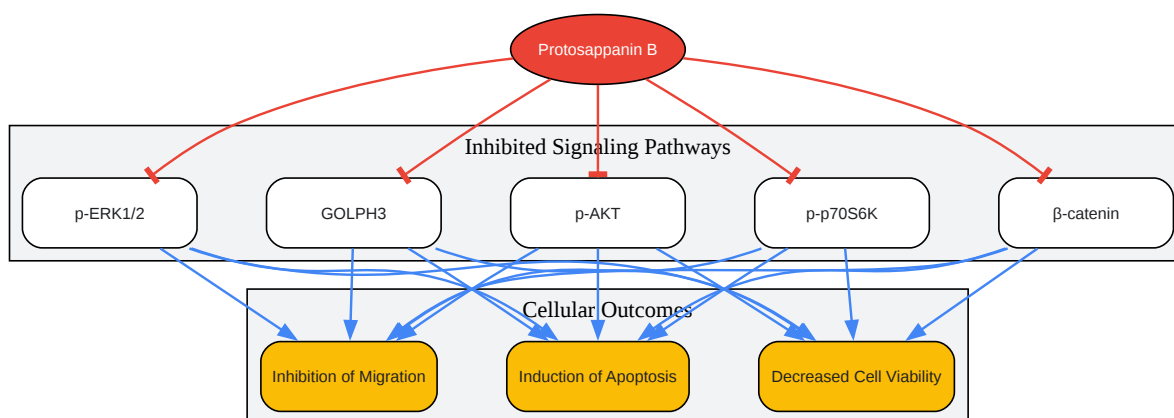 Protosappanin B
Inhibited Signaling Pathways
p-ERK1/2
GOLPH3
p-AKT
p-p70S6K
β-catenin
Cellular Outcomes
Inhibition of Migration
Induction of Apoptosis
Decreased Cell Viability